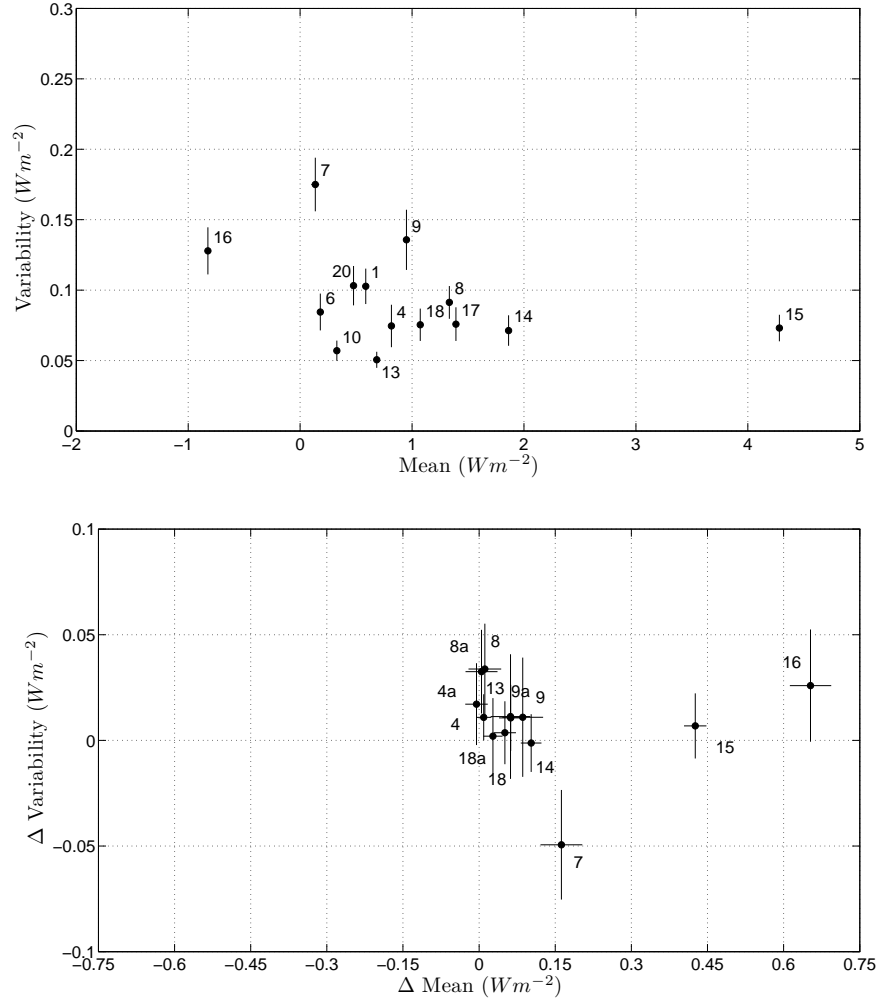 0.3
0.25
0.2
0.15
0.1
0.05
0
Variability (Wm⁻²)
7
16
9
20 1
6
8
4 18 17 14
15
10
13
−2 −1 0 1 2 3 4 5
Mean (Wm⁻²)
0.1
0.05
0
−0.05
−0.1
Δ Variability (Wm⁻²)
8a 8
16
4a 13 9a 9
4
15
18a
18 14
7
−0.75 −0.6 −0.45 −0.3 −0.15 0 0.15 0.3 0.45 0.6 0.75
Δ Mean (Wm⁻²)